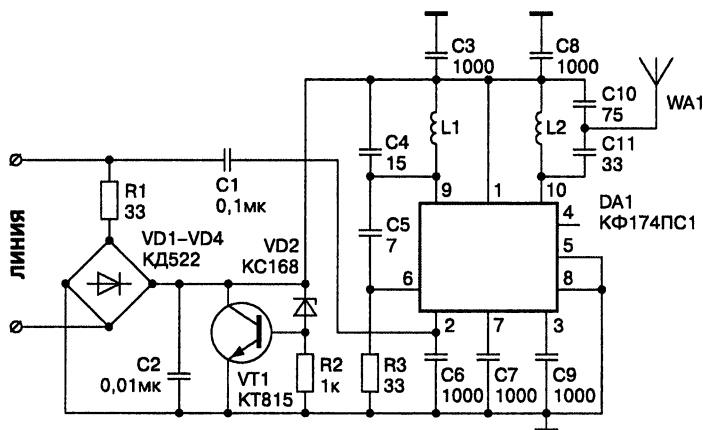 C3
1000
C8
1000
C10
75
WA1
C4
15
L1
L2
C11
33
C1
0,1мк
R1
33
9
1
10
DA1
КФ174ПС1
4
5
8
6
2
7
3
C5
7
ЛИНИЯ
VD1–VD4
КД522
VD2
КС168
C2
0,01мк
VT1
КТ815
R2
1к
R3
33
C6
1000
C7
1000
C9
1000